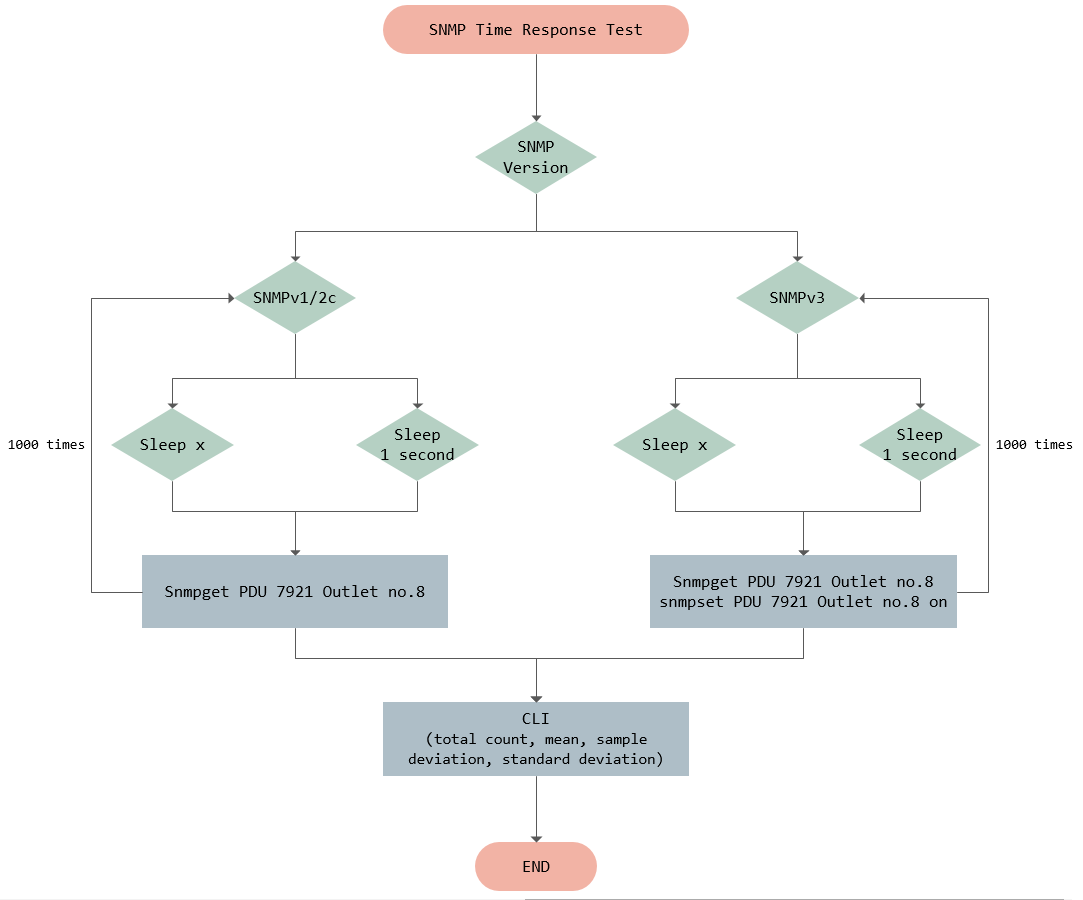 SNMP Time Response Test
SNMP
Version
SNMPv1/2c
SNMPv3
Sleep x
Sleep
1 second
Sleep x
Sleep
1 second
1000 times
1000 times
Snmpget PDU 7921 Outlet no.8
Snmpget PDU 7921 Outlet no.8
snmpset PDU 7921 Outlet no.8 on
CLI
(total count, mean, sample
deviation, standard deviation)
END